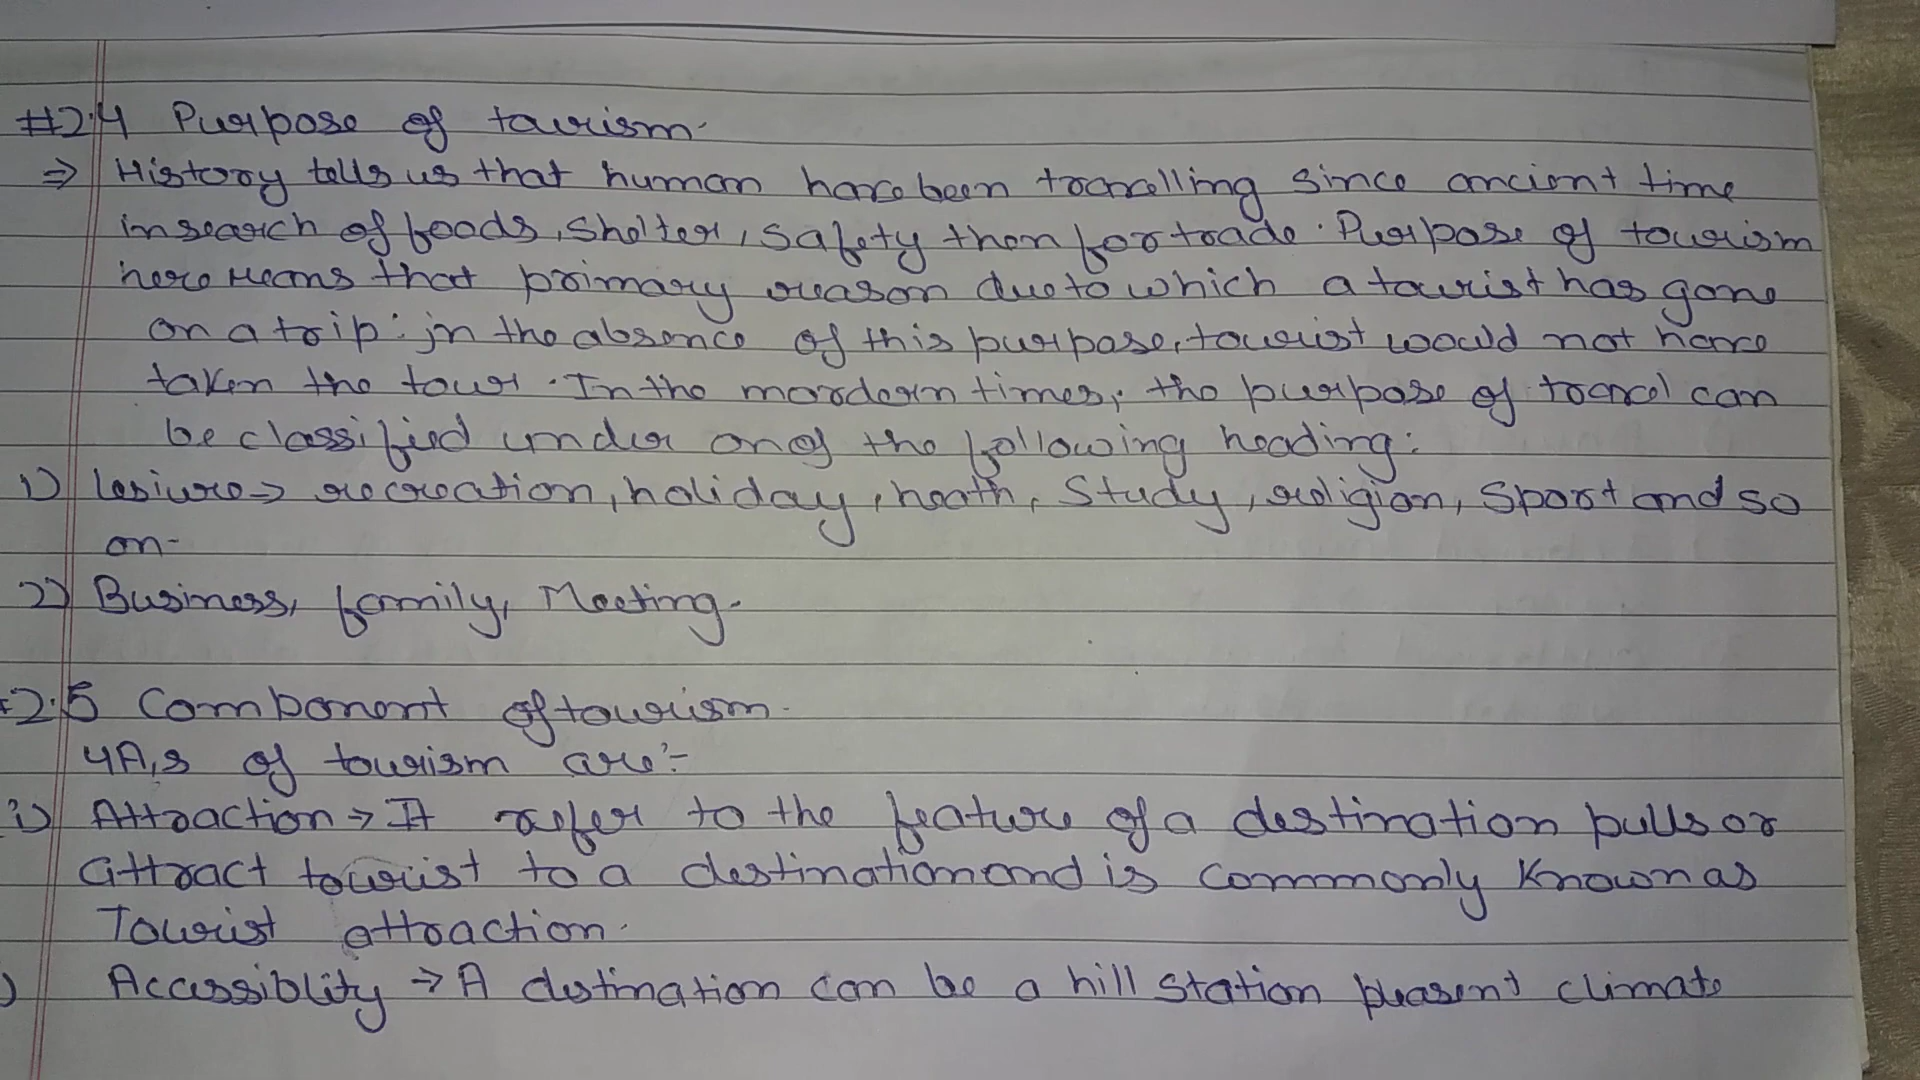 #2.4 Purpose of tourism.
⇒ History tells us that human have been travelling since ancient time
in search of foods, shelter, safety then for trade. Purpose of tourism
here means that primary reason due to which a tourist has gone
on a trip: in the absence of this purpose, tourist would not have
taken the tour. In the mordern times, the purpose of travel can
be classified under on of the following heading:
1) lesiure ⇒ recreation, holiday, heath, Study, religion, Sport and so
on-
2) Business, family, Meeting.
#2.5 Component of tourism.
4A,s of tourism are:-
i) Attraction → It refer to the feature of a destination pulls or
attract tourist to a destination and is commonly known as
Tourist attraction.
) Accessiblity → A destination can be a hill station pleasent climate